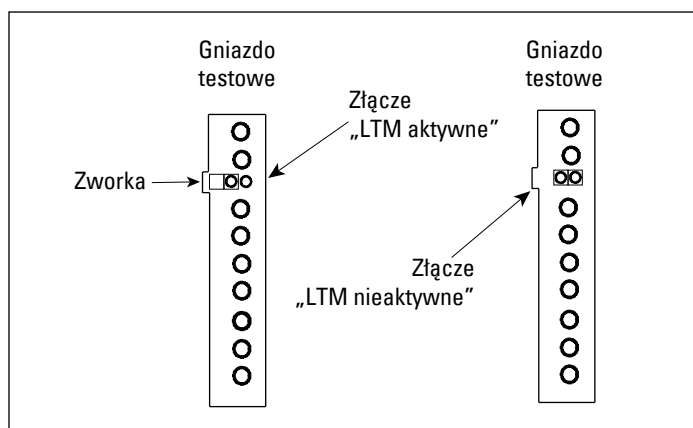 Gniazdo
testowe
Złącze
„LTM aktywne”
Zworka
Gniazdo
testowe
Złącze
„LTM nieaktywne”